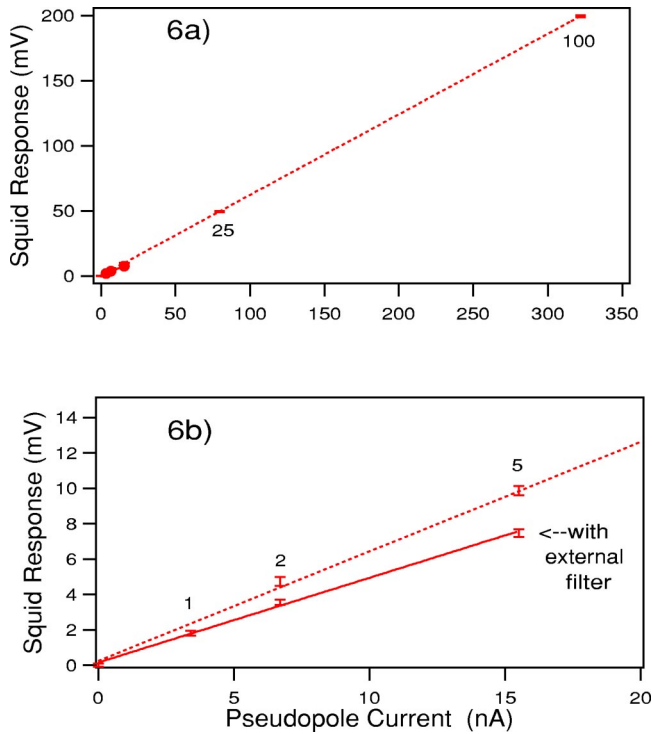 6a)
Squid Response (mV)
200
150
100
50
0
100
25
0 50 100 150 200 250 300 350
6b)
Squid Response (mV)
14
12
10
8
6
4
2
0
5
2
1
<--with
external
filter
0 5 10 15 20
Pseudopole Current (nA)